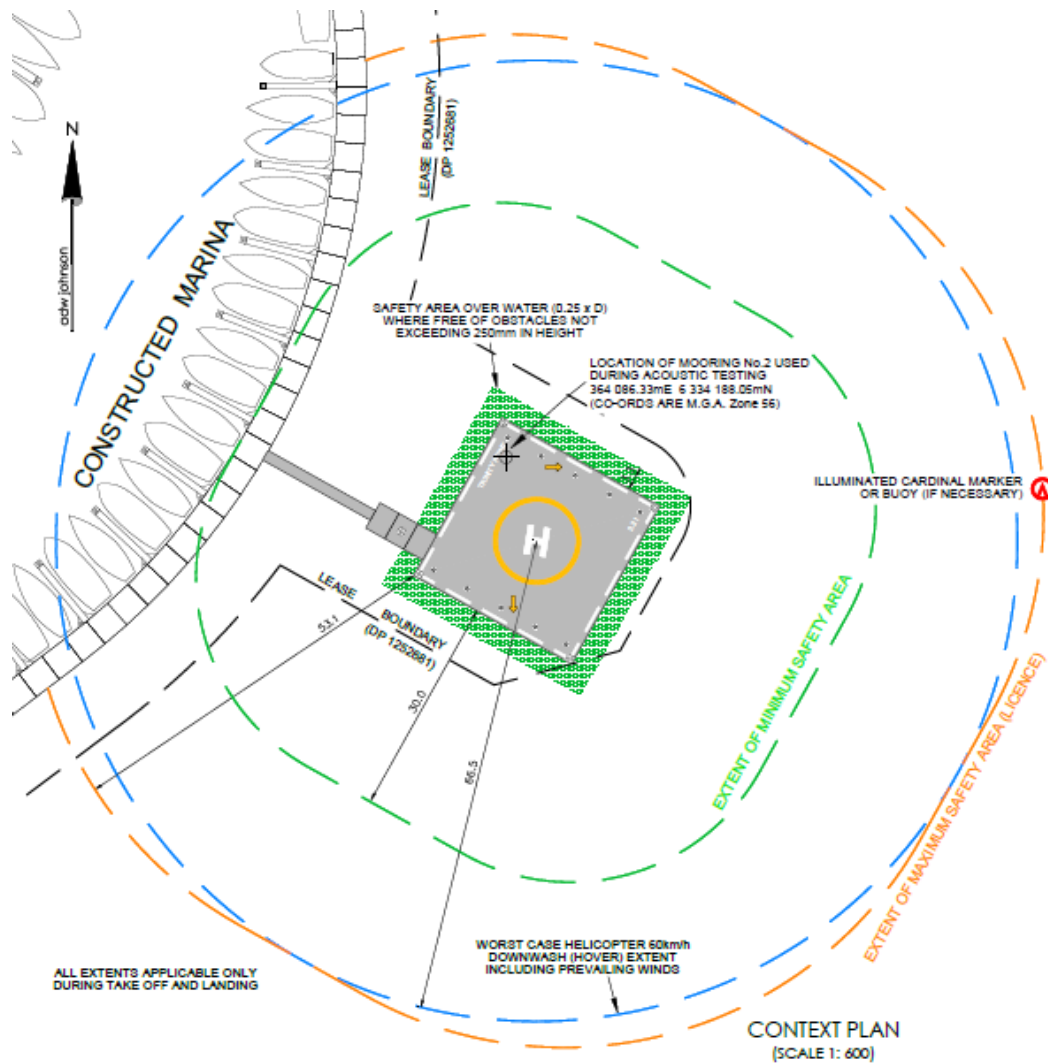 N
adw johnson
CONSTRUCTED MARINA
LEASE BOUNDARY
(DP 1252681)
SAFETY AREA OVER WATER (0.25 x D)
WHERE FREE OF OBSTACLES NOT
EXCEEDING 250mm IN HEIGHT
LOCATION OF MOORING No.2 USED
DURING ACOUSTIC TESTING
364 086.33mE 6 334 188.05mN
(CO-ORDS ARE M.G.A. Zone 56)
ILLUMINATED CARDINAL MARKER
OR BUOY (IF NECESSARY)
H
LEASE
BOUNDARY
(DP 1252681)
53.1
30.0
66.5
EXTENT OF MINIMUM SAFETY AREA
EXTENT OF MAXIMUM SAFETY AREA (LICENCE)
WORST CASE HELICOPTER 60km/h
DOWNWASH (HOVER) EXTENT
INCLUDING PREVAILING WINDS
ALL EXTENTS APPLICABLE ONLY
DURING TAKE OFF AND LANDING
CONTEXT PLAN
(SCALE 1: 600)